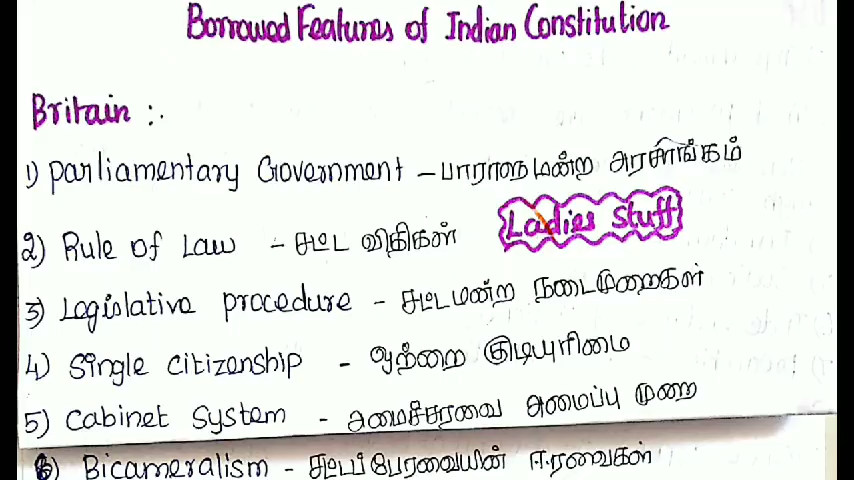 Borrowed Features of Indian Constitution
Britain :-
1) Parliamentary Government - பாராளுமன்ற அரசாங்கம்
2) Rule of Law - சட்ட விதிகள்
Ladies Stuff
3) Legislative procedure - சட்டமன்ற நடைமுறைகள்
4) Single Citizenship - ஒற்றை குடியுரிமை
5) Cabinet System - அமைச்சரவை அமைப்பு முறை
6) Bicameralism - சட்டப்பேரவையின் ஈரவைகள்